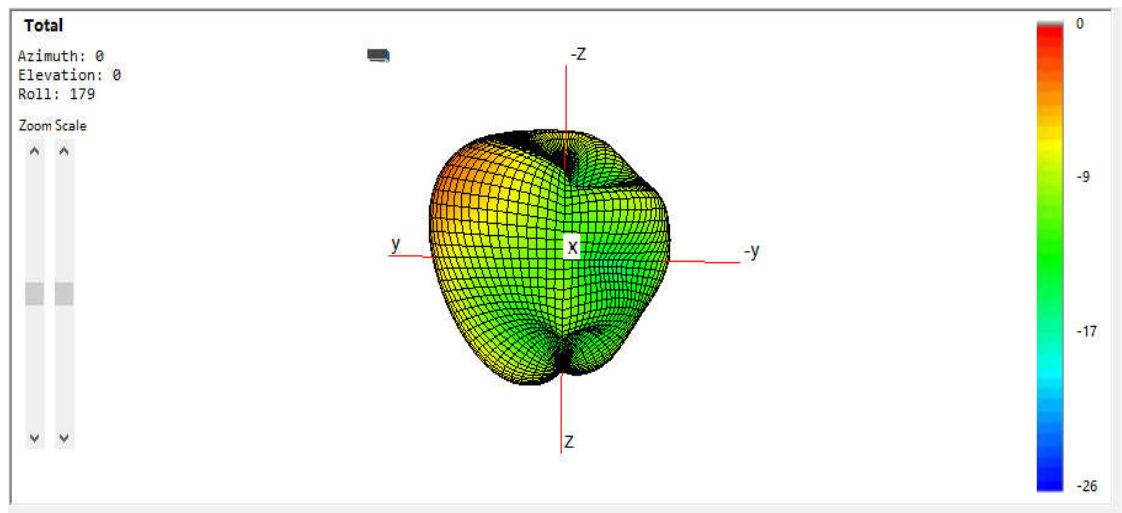 Total
Azimuth: 0
Elevation: 0
Roll: 179
Zoom Scale
-Z
y
X
-y
Z
0
-9
-17
-26